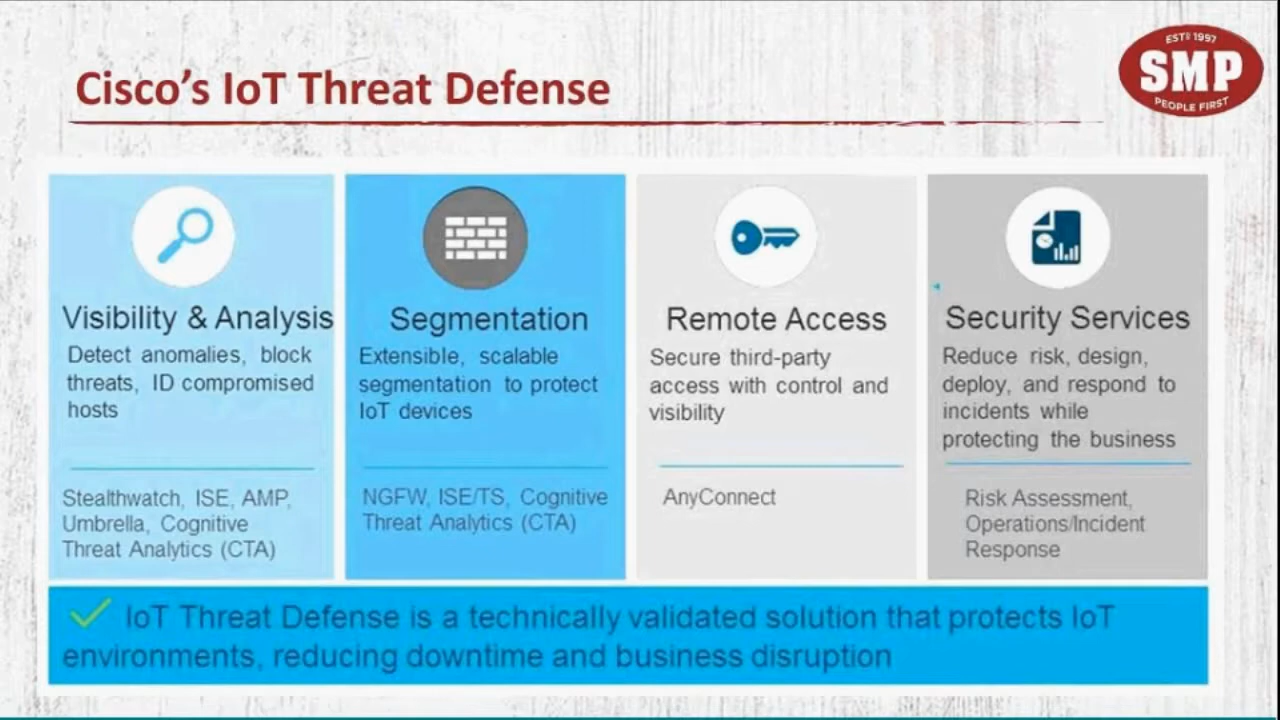 Cisco's IoT Threat Defense
ESTD 1997
SMP
PEOPLE FIRST
Visibility & Analysis
Detect anomalies, block
threats, ID compromised
hosts
Stealthwatch, ISE, AMP,
Umbrella, Cognitive
Threat Analytics (CTA)
Segmentation
Extensible, scalable
segmentation to protect
IoT devices
NGFW, ISE/TS, Cognitive
Threat Analytics (CTA)
Remote Access
Secure third-party
access with control and
visibility
AnyConnect
Security Services
Reduce risk, design,
deploy, and respond to
incidents while
protecting the business
Risk Assessment,
Operations/Incident
Response
IoT Threat Defense is a technically validated solution that protects IoT
environments, reducing downtime and business disruption